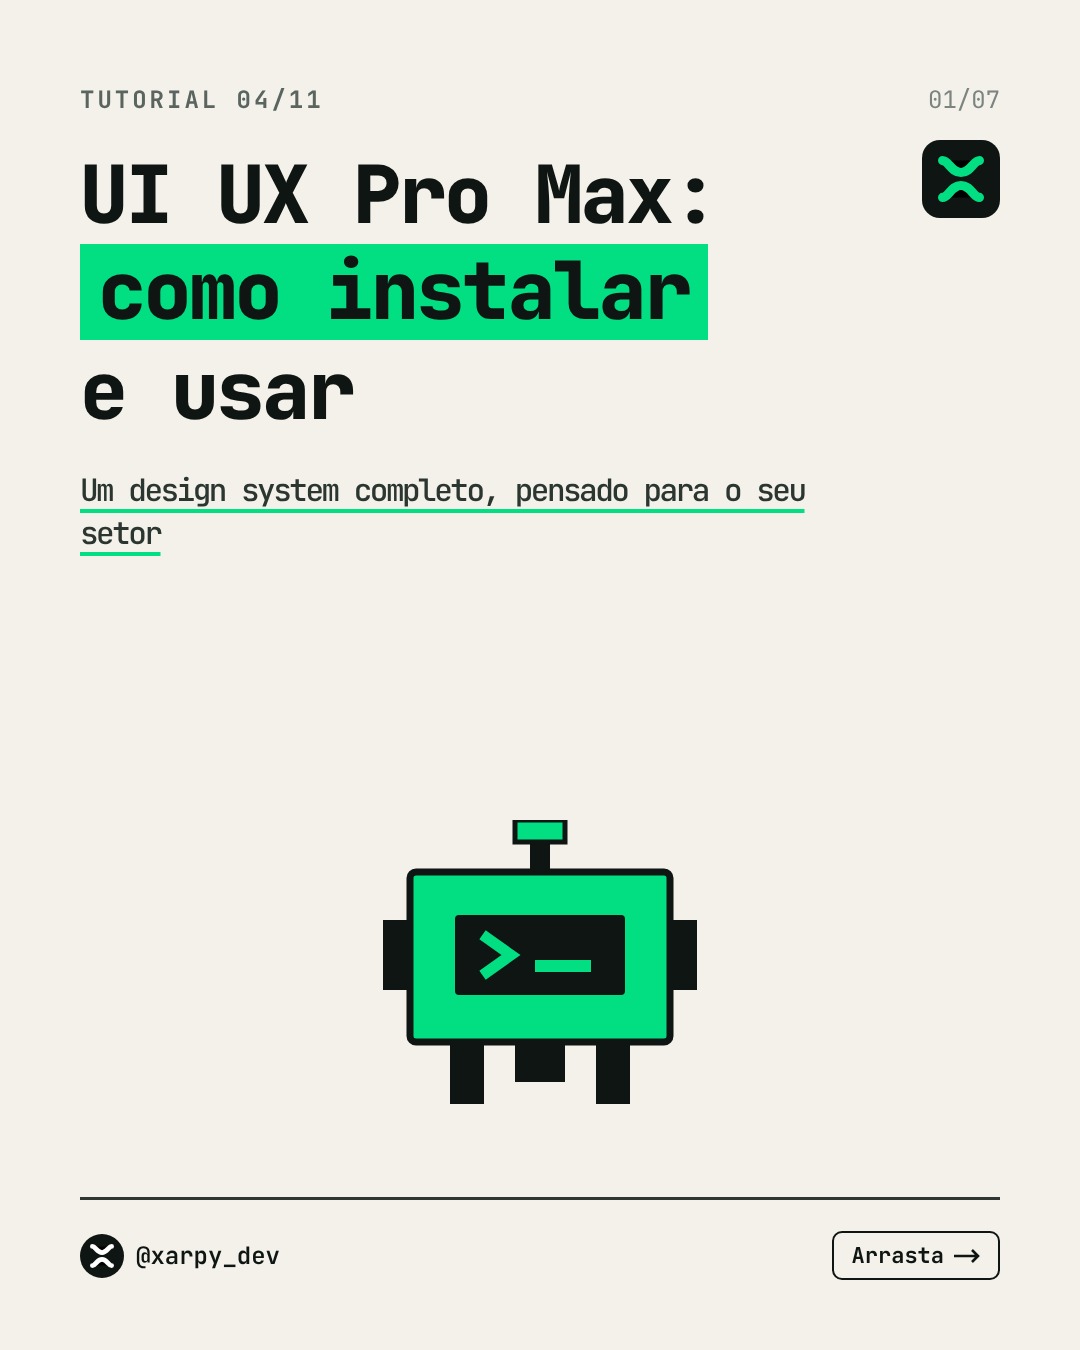 TUTORIAL 04/11
01/07
UI UX Pro Max:
como instalar
e usar
Um design system completo, pensado para o seu
setor
>_
@xarpy_dev
Arrasta →